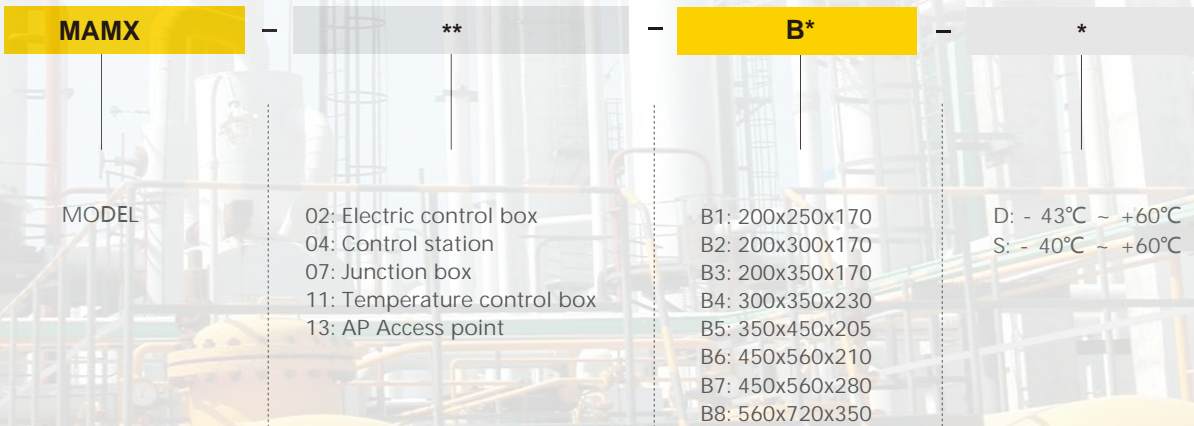 MAMX – ** – B* – *
MODEL
02: Electric control box
04: Control station
07: Junction box
11: Temperature control box
13: AP Access point
B1: 200x250x170
B2: 200x300x170
B3: 200x350x170
B4: 300x350x230
B5: 350x450x205
B6: 450x560x210
B7: 450x560x280
B8: 560x720x350
D: - 43℃ ~ +60℃
S: - 40℃ ~ +60℃